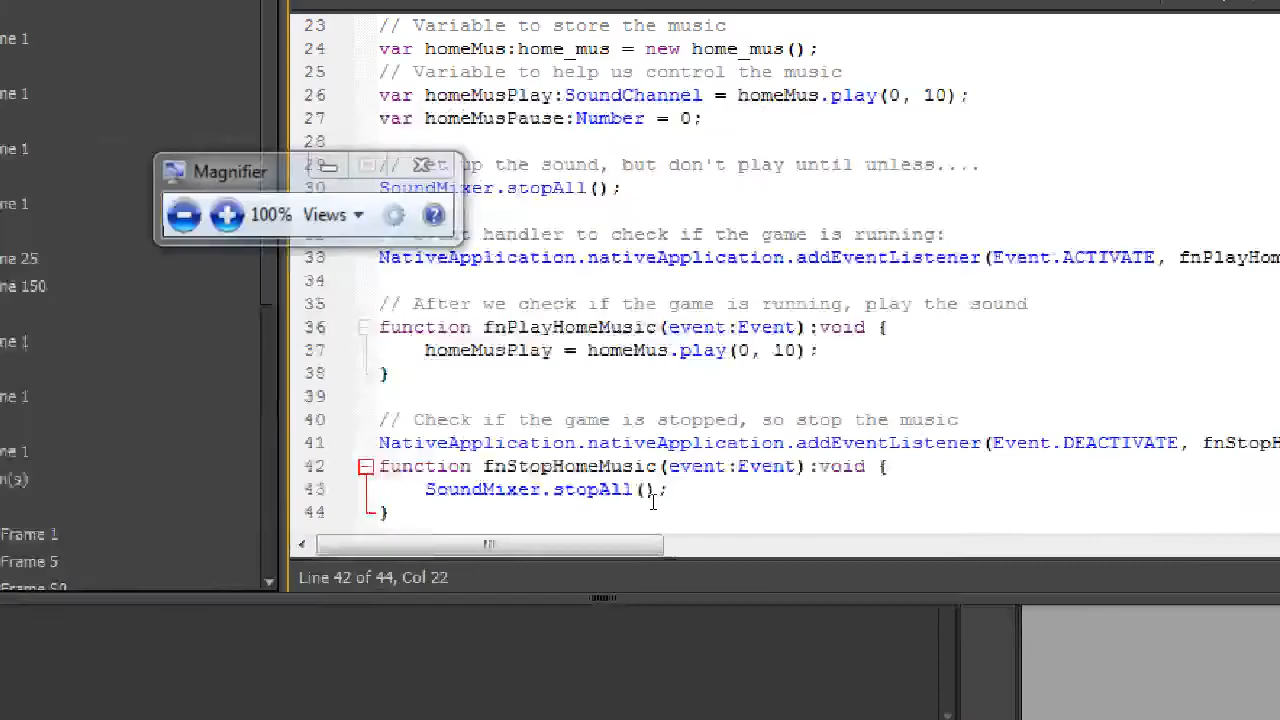 ne 1
ne 1
ne 1
ne 1
ne 25
ne 150
ne 1
ne 1
ne 1
n(s)
Frame 1
Frame 5
Frame 50
23 // Variable to store the music
24 var homeMus:home_mus = new home_mus();
25 // Variable to help us control the music
26 var homeMusPlay:SoundChannel = homeMus.play(0, 10);
27 var homeMusPause:Number = 0;
28
29 // Set up the sound, but don't play until unless....
30 SoundMixer.stopAll();
handler to check if the game is running:
33 NativeApplication.nativeApplication.addEventListener(Event.ACTIVATE, fnPlayHom
34
35 // After we check if the game is running, play the sound
36 function fnPlayHomeMusic(event:Event):void {
37 homeMusPlay = homeMus.play(0, 10);
38 }
39
40 // Check if the game is stopped, so stop the music
41 NativeApplication.nativeApplication.addEventListener(Event.DEACTIVATE, fnStopH
42 function fnStopHomeMusic(event:Event):void {
43 SoundMixer.stopAll();
44 }
Magnifier
100% Views
Line 42 of 44, Col 22